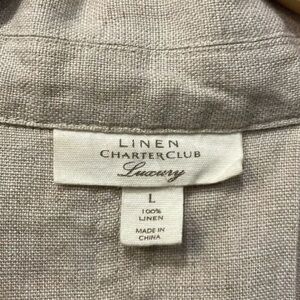 LINEN
CHARTER CLUB
Luxury
L
100%
LINEN
MADE IN
CHINA